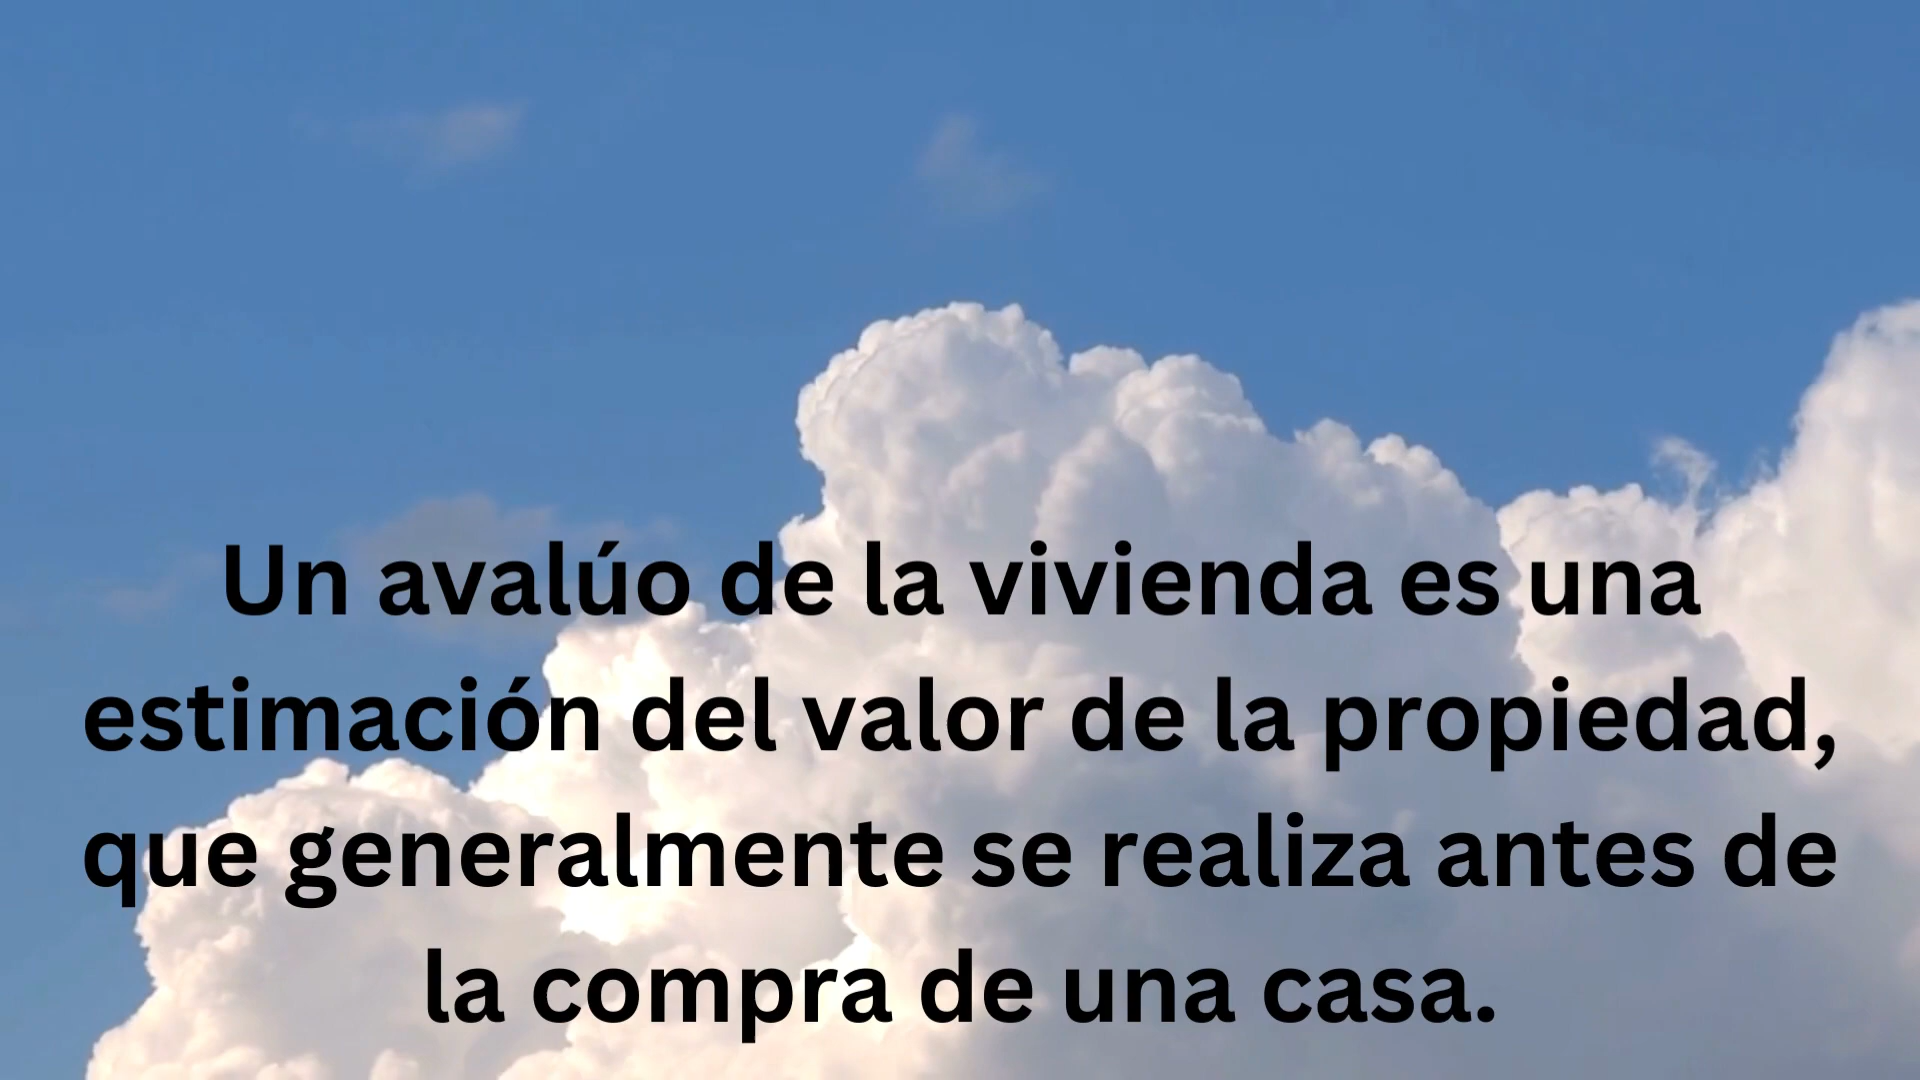 Un avalúo de la vivienda es una
estimación del valor de la propiedad,
que generalmente se realiza antes de
la compra de una casa.